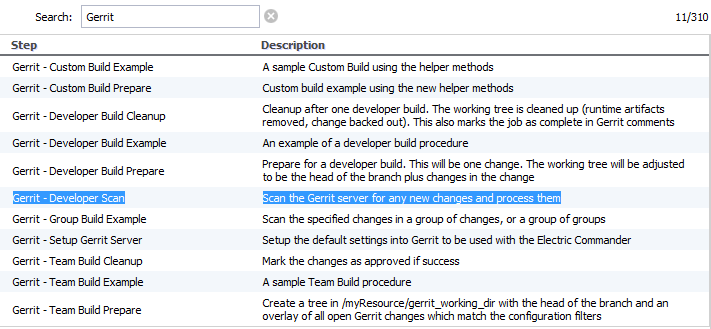 Search: Gerrit 11/310
Step Description
Gerrit - Custom Build Example A sample Custom Build using the helper methods
Gerrit - Custom Build Prepare Custom build example using the new helper methods
Gerrit - Developer Build Cleanup Cleanup after one developer build. The working tree is cleaned up (runtime artifacts
removed, change backed out). This also marks the job as complete in Gerrit comments
Gerrit - Developer Build Example An example of a developer build procedure
Gerrit - Developer Build Prepare Prepare for a developer build. This will be one change. The working tree will be adjusted
to be the head of the branch plus changes in the change
Gerrit - Developer Scan Scan the Gerrit server for any new changes and process them
Gerrit - Group Build Example Scan the specified changes in a group of changes, or a group of groups
Gerrit - Setup Gerrit Server Setup the default settings into Gerrit to be used with the Electric Commander
Gerrit - Team Build Cleanup Mark the changes as approved if success
Gerrit - Team Build Example A sample Team Build procedure
Gerrit - Team Build Prepare Create a tree in /myResource/gerrit_working_dir with the head of the branch and an
overlay of all open Gerrit changes which match the configuration filters